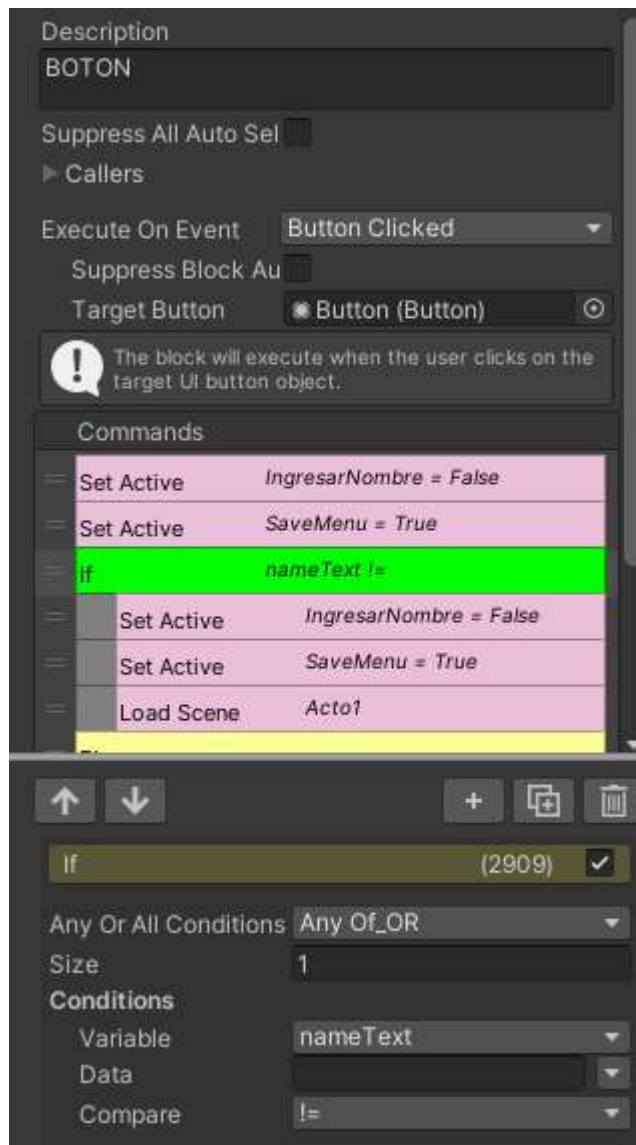 Description
BOTON
Suppress All Auto Sel
Callers
Execute On Event Button Clicked
Suppress Block Au
Target Button Button (Button)
The block will execute when the user clicks on the
target UI button object.
Commands
Set Active IngresarNombre = False
Set Active SaveMenu = True
If nameText !=
Set Active IngresarNombre = False
Set Active SaveMenu = True
Load Scene Acto1
If (2909)
Any Or All Conditions Any Of_OR
Size 1
Conditions
Variable nameText
Data
Compare !=